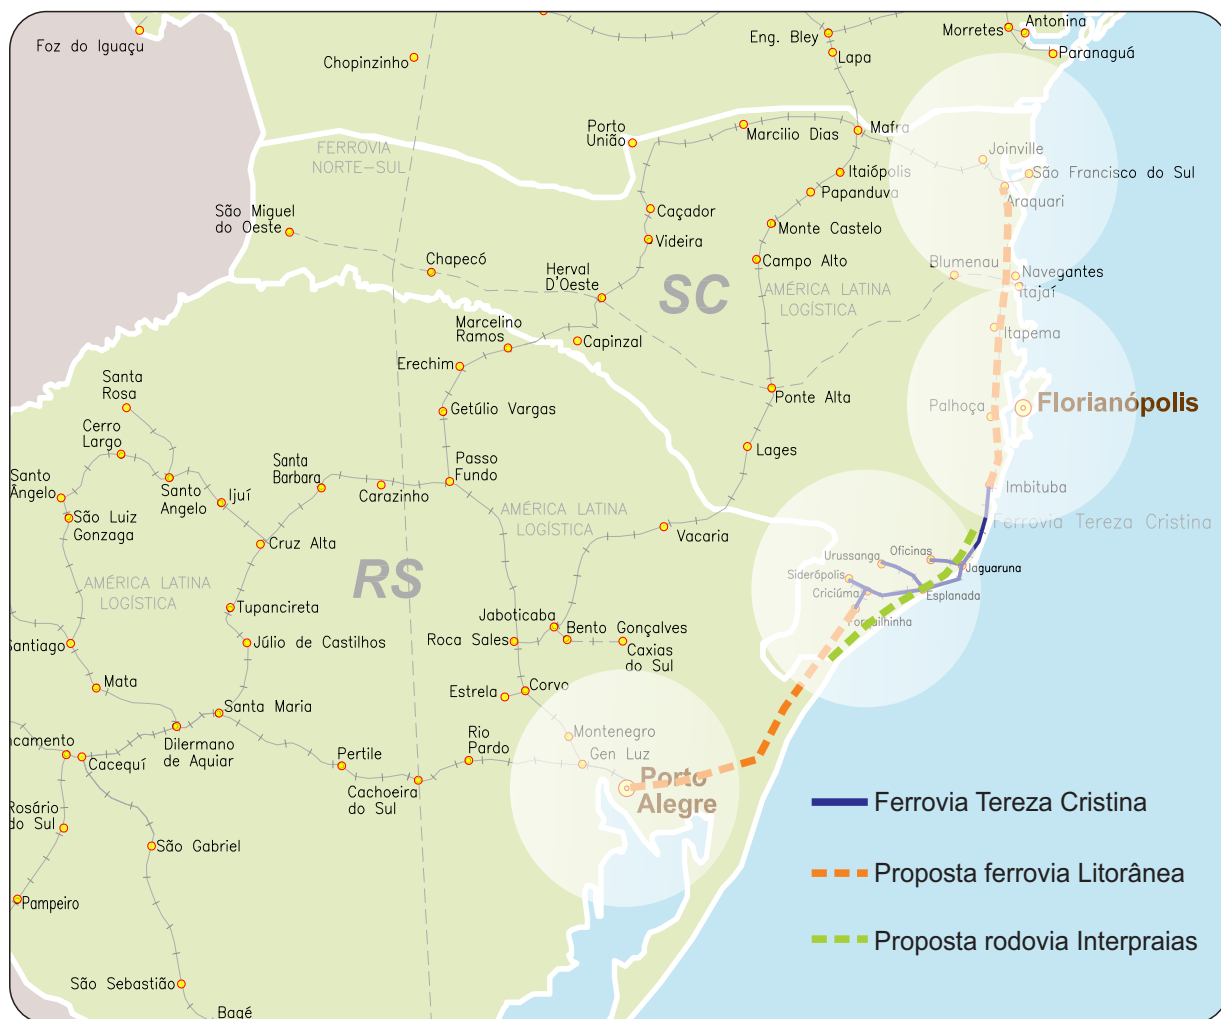 Foz do Iguaçu
Chopinzinho
Eng. Bley
Lapa
Morretes
Antonina
Paranaguá
Porto
União
Marcilio Dias
Mafra
FERROVIA
NORTE-SUL
Joinville
São Francisco do Sul
Araquari
Itaiópolis
Papanduva
São Miguel
do Oeste
Caçador
Videira
Monte Castelo
Chapecó
Herval
D'Oeste
SC
Campo Alto
AMÉRICA LATINA
LOGÍSTICA
Blumenau
Navegantes
Itajaí
Marcelino
Ramos
Capinzal
Itapema
Erechim
Santa
Rosa
Getúlio Vargas
Ponte Alta
Palhoça
Florianópolis
Cerro
Largo
Santo
Ângelo
Santa
Barbara
Passo
Fundo
Lages
Carazinho
Imbituba
Santo
Angelo
Ijuí
São Luiz
Gonzaga
AMÉRICA LATINA
LOGÍSTICA
Vacaria
Ferrovia Tereza Cristina
Cruz Alta
RS
Urussanga
Oficinas
Jaguaruna
Siderópolis
Criciúma
Esplanada
AMÉRICA LATINA
LOGÍSTICA
Tupancireta
Jaboticaba
Forquilhinha
Santiago
Júlio de Castilhos
Roca Sales
Bento Gonçalves
Caxias
do Sul
Mata
Estrela
Corvo
Santa Maria
Dilermano
de Aquiar
Montenegro
Rio
Pardo
Gen Luz
ncamento
Cacequí
Pertile
Cachoeira
do Sul
Porto
Alegre
Rosário
do Sul
Ferrovia Tereza Cristina
São Gabriel
Proposta ferrovia Litorânea
Pampeiro
Proposta rodovia Interpraias
São Sebastião
Bagé